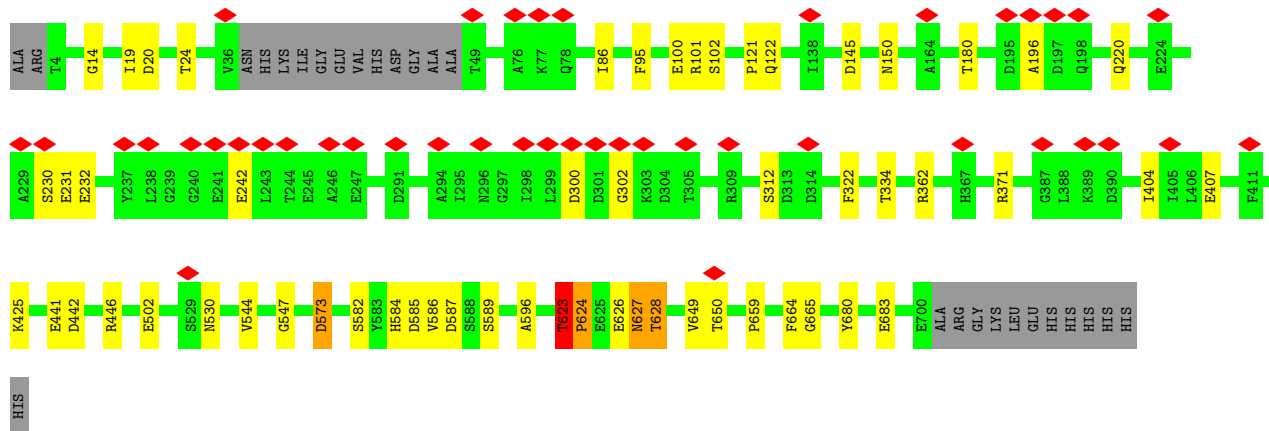 ALA ARG T4 G14 I19 D20 T24 V36 ASN HIS LYS ILE GLY GLU VAL HIS ASP GLY ALA ALA T49 A76 K77 Q78 I86 F95 E100 R101 S102 P121 Q122 I138 D145 N150 A164 T180 D195 A196 D197 Q198 Q220 E224
A229 S230 E231 E232 Y237 L238 G239 G240 E241 E242 L243 T244 E245 A246 E247 D291 A294 I295 N296 G297 I298 L299 D300 D301 G302 K303 D304 T305 R309 S312 D313 D314 F322 T334 R362 H367 R371 G387 L388 K389 D390 I404 I405 L406 E407 F411
K425 E441 D442 R446 E502 S529 N530 V544 G547 D573 S582 Y583 H584 D585 V586 D587 S588 S589 A596 T623 P624 E625 E626 N627 T628 V649 T650 P659 F664 G665 Y680 E683 E700 ALA ARG GLY LYS LEU GLU HIS HIS HIS HIS HIS
HIS